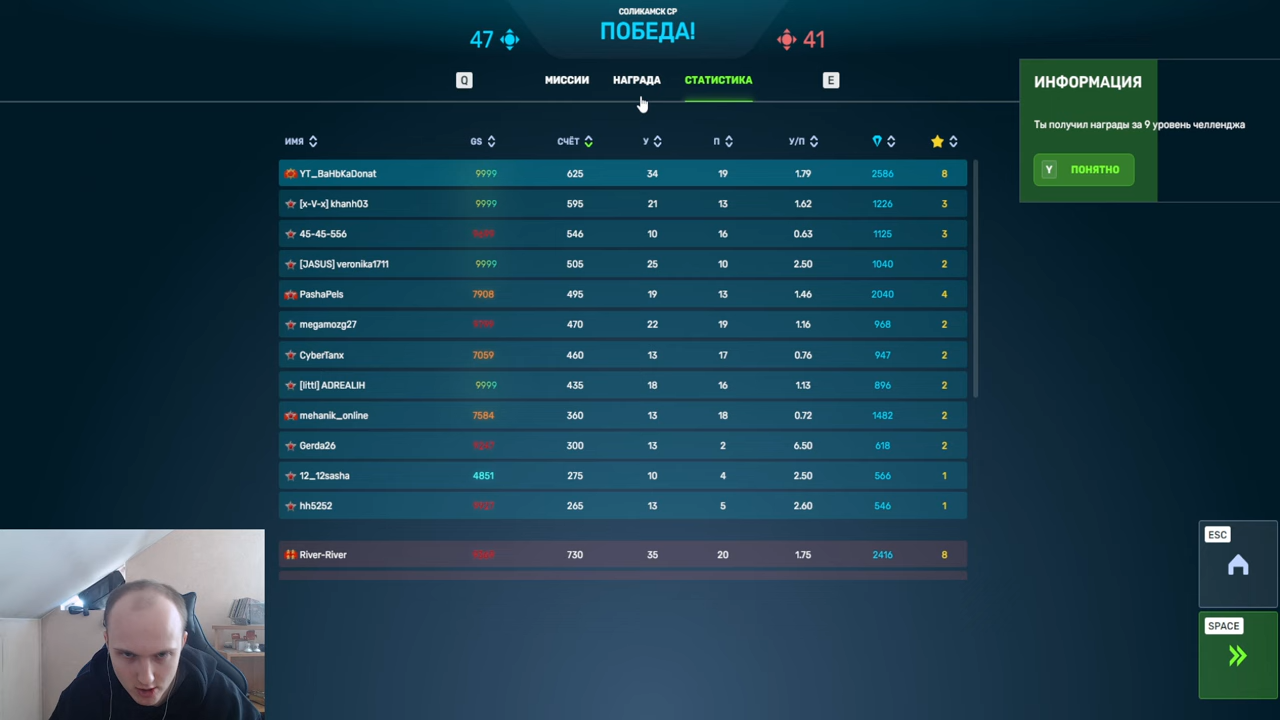 СОЛИКАМСК CP
47 ПОБЕДА! 41
Q МИССИИ НАГРАДА СТАТИСТИКА E
ИНФОРМАЦИЯ
Ты получил награды за 9 уровень челленджа
Y ПОНЯТНО
ИМЯ GS СЧЁТ У П У/П
YT_BaHbKaDonat 9999 625 34 19 1.79 2586 8
[x-V-x] khanh03 9999 595 21 13 1.62 1226 3
45-45-556 546 10 16 0.63 1125 3
[JASUS] veronika1711 9999 505 25 10 2.50 1040 2
PashaPels 7908 495 19 13 1.46 2040 4
megamozg27 470 22 19 1.16 968 2
CyberTanx 7059 460 13 17 0.76 947 2
[littl] ADREALIH 9999 435 18 16 1.13 896 2
mehanik_online 7584 360 13 18 0.72 1482 2
Gerda26 300 13 2 6.50 618 2
12_12sasha 4851 275 10 4 2.50 566 1
hh5252 265 13 5 2.60 546 1
River-River 730 35 20 1.75 2416 8
ESC
SPACE